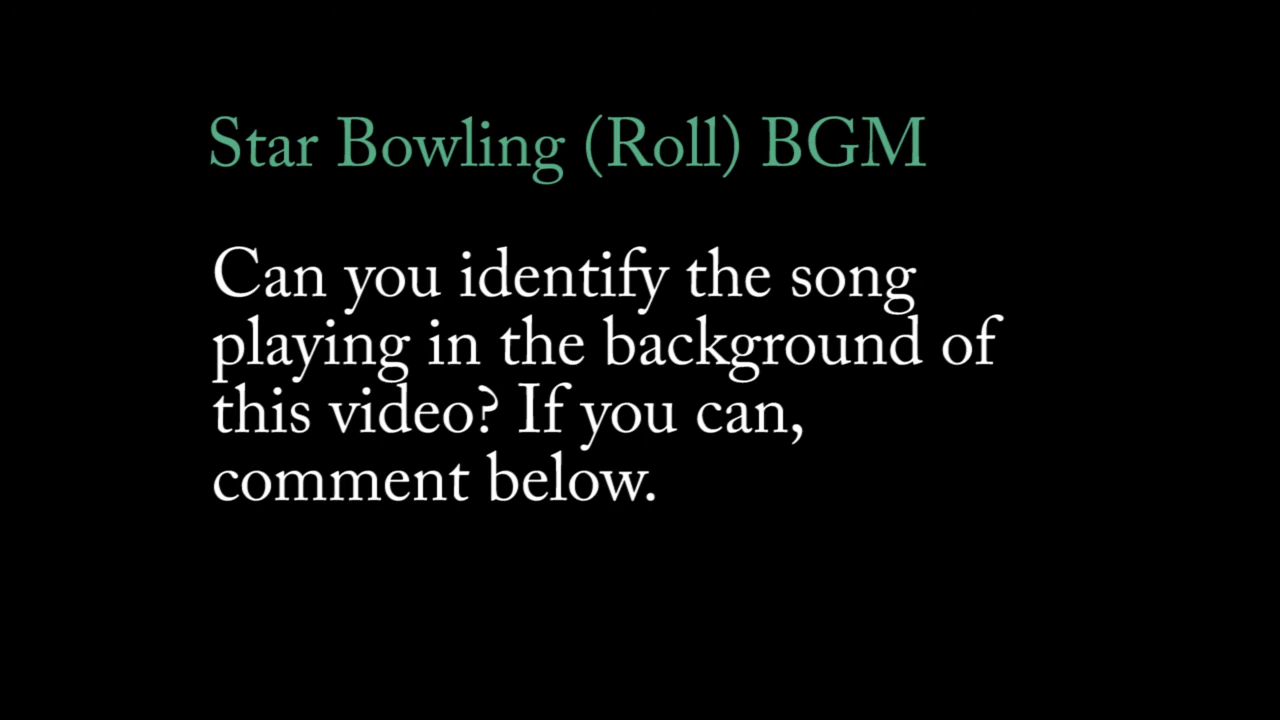 Star Bowling (Roll) BGM
Can you identify the song
playing in the background of
this video? If you can,
comment below.